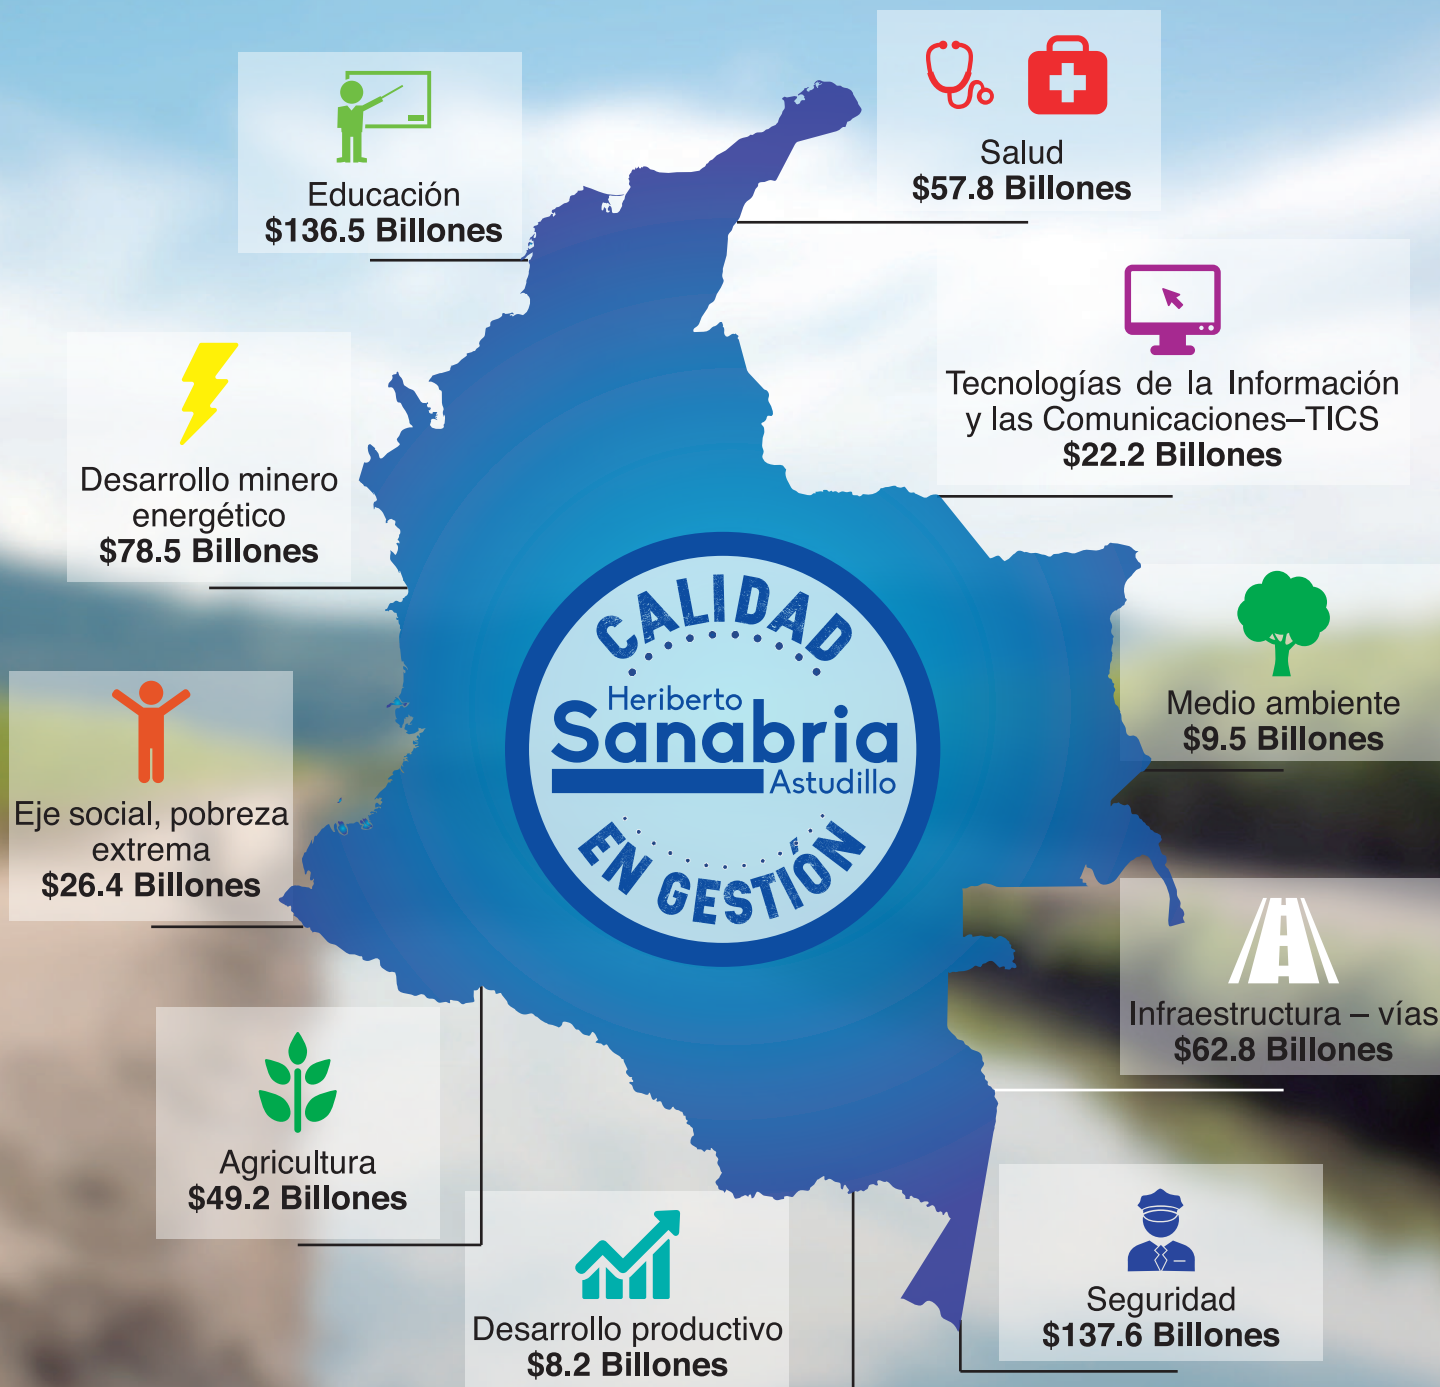 Educación
$136.5 Billones
Salud
$57.8 Billones
Tecnologías de la Información
y las Comunicaciones–TICS
$22.2 Billones
Desarrollo minero
energético
$78.5 Billones
CALIDAD
Heriberto
Sanabria
Astudillo
EN GESTIÓN
Medio ambiente
$9.5 Billones
Eje social, pobreza
extrema
$26.4 Billones
Infraestructura – vías
$62.8 Billones
Agricultura
$49.2 Billones
Desarrollo productivo
$8.2 Billones
Seguridad
$137.6 Billones